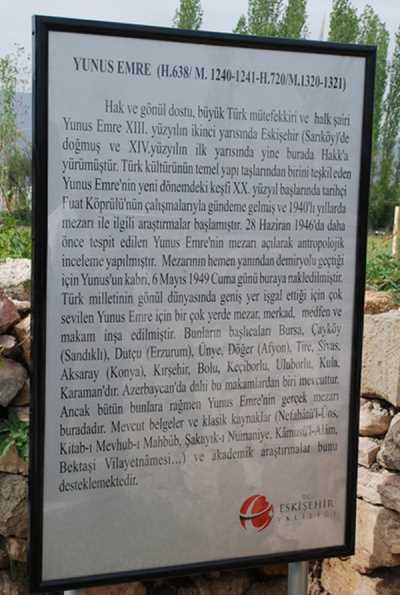 YUNUS EMRE (H.638/ M. 1240-1241-H.720/M.1320-1321)
Hak ve gönül dostu, büyük Türk mütefekkiri ve halk şairi
Yunus Emre XIII. yüzyılın ikinci yarısında Eskişehir (Sarıköy)'de
doğmuş ve XIV.yüzyılın ilk yarısında yine burada Hakk'a
yürümüştür. Türk kültürünün temel yapı taşlarından birini teşkil eden
Yunus Emre'nin yeni dönemdeki keşfi XX. yüzyıl başlarında tarihçi
Fuat Köprülü'nün çalışmalarıyla gündeme gelmiş ve 1940'lı yıllarda
mezarı ile ilgili araştırmalar başlamıştır. 28 Haziran 1946'da daha
önce tespit edilen Yunus Emre'nin mezarı açılarak antropolojik
inceleme yapılmıştır. Mezarının hemen yanından demiryolu geçtiği
için Yunus'un kabri, 6 Mayıs 1949 Cuma günü buraya nakledilmiştir.
Türk milletinin gönül dünyasında geniş yer işgal ettiği için çok
sevilen Yunus Emre için bir çok yerde mezar, merkad, medfen ve
makam inşa edilmiştir. Bunların başlıcaları Bursa, Çayköy
(Sandıklı), Dutçu (Erzurum), Ünye, Döğer (Afyon), Tire, Sivas,
Aksaray (Konya), Kırşehir, Bolu, Keçiborlu, Uluborlu, Kula,
Karaman'dır. Azerbaycan'da dahi bu makamlardan biri mevcuttur.
Ancak bütün bunlara rağmen Yunus Emre'nin gerçek mezarı
buradadır. Mevcut belgeler ve klasik kaynaklar (Nefahâtü'l-Üns,
Kitab-ı Mevhub-ı Mahbûb, Şakayık-ı Numaniye, Kâmusü'l-Alâm,
Bektaşi Vilayetnâmesi...) ve akademik araştırmalar bunu
desteklemektedir.
T.C.
ESKİŞEHİR
VALİLİĞİ